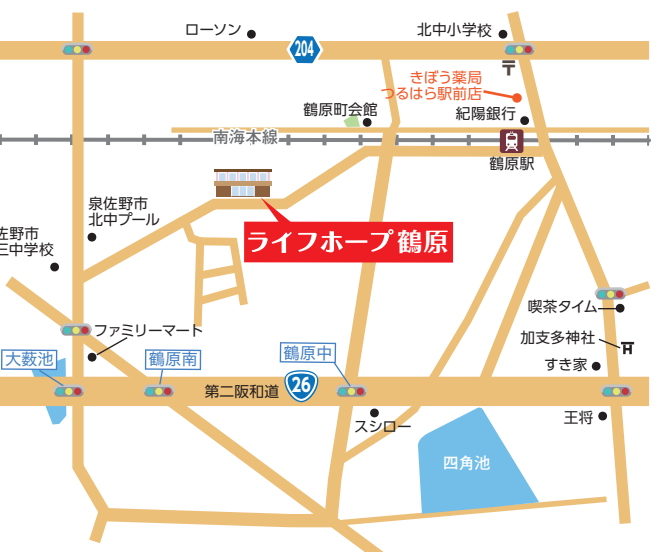 ローソン
204
北中小学校
〒
きぼう薬局
つるはら駅前店
鶴原町会館
紀陽銀行
南海本線
鶴原駅
泉佐野市
北中プール
佐野市
三中学校
ライフホープ 鶴原
喫茶タイム
加支多神社
すき家
ファミリーマート
大薮池
鶴原南
鶴原中
第二阪和道
26
スシロー
王将
四角池